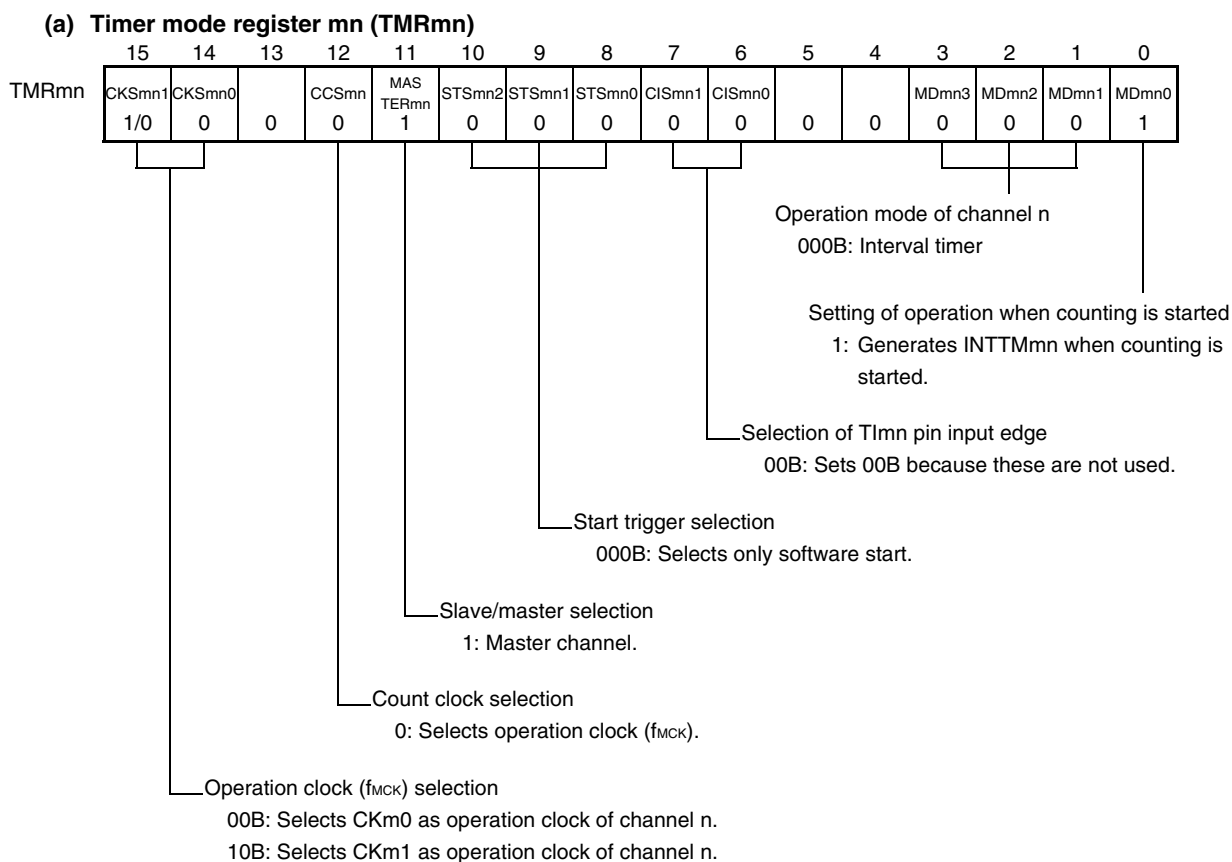 (a) Timer mode register mn (TMRmn)
15 14 13 12 11 10 9 8 7 6 5 4 3 2 1 0
TMRmn CKSmn1 CKSmn0 CCSmn MAS TERmn STSmn2 STSmn1 STSmn0 CISmn1 CISmn0 MDmn3 MDmn2 MDmn1 MDmn0
1/0 0 0 0 1 0 0 0 0 0 0 0 0 0 0 1
Operation mode of channel n
000B: Interval timer
Setting of operation when counting is started
1: Generates INTTMmn when counting is
started.
Selection of TImn pin input edge
00B: Sets 00B because these are not used.
Start trigger selection
000B: Selects only software start.
Slave/master selection
1: Master channel.
Count clock selection
0: Selects operation clock (fMCK).
Operation clock (fMCK) selection
00B: Selects CKm0 as operation clock of channel n.
10B: Selects CKm1 as operation clock of channel n.